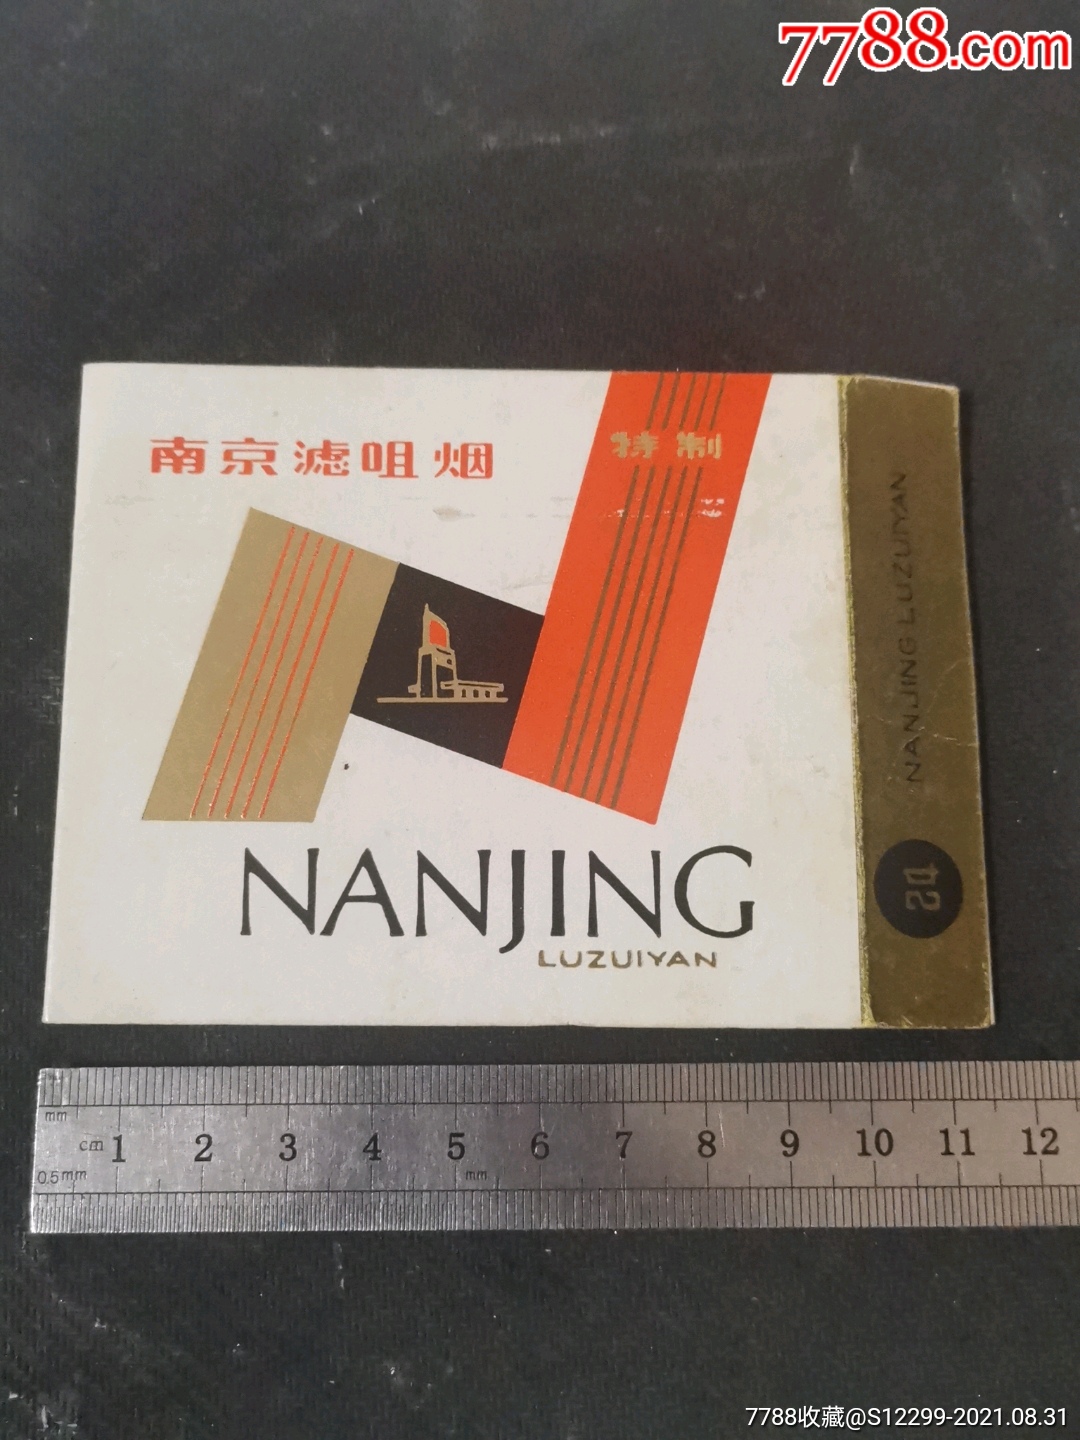 7788.com
南京滤咀烟
特制
NANJING
LUZUIYAN
NANJING LUZUIYAN
mm
cm 1 2 3 4 5 6 7 8 9 10 11 12
0.5mm mm
7788收藏@S12299-2021.08.31